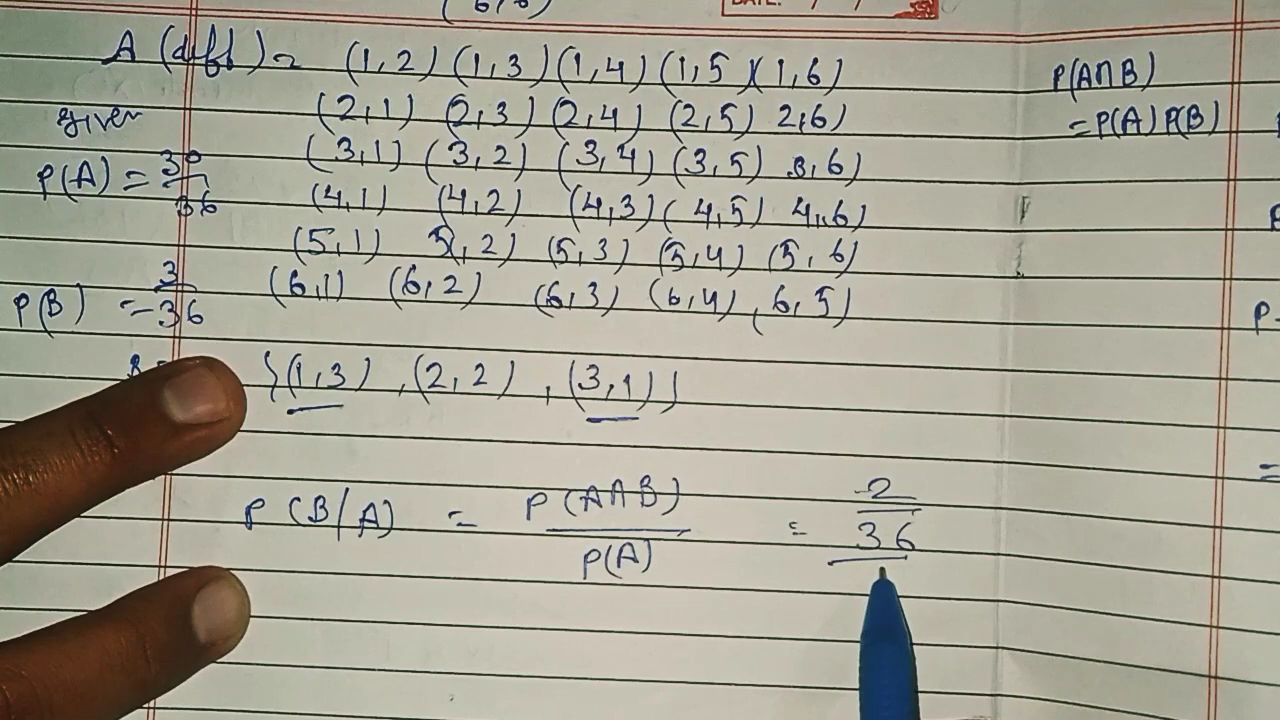 (6,6)
DATE:
A (diff) = (1,2) (1,3) (1,4) (1,5) (1,6)
(2,1) (2,3) (2,4) (2,5) 2,6)
given
(3,1) (3,2) (3,4) (3,5) 3,6)
P(A) = 30/36
(4,1) (4,2) (4,3) (4,5) 4,6)
(5,1) 5,2) (5,3) (5,4) (5,6)
(6,1) (6,2) (6,3) (6,4), 6,5)
P(B) = 3/36
B = {(1,3), (2,2), (3,1)}
P(B/A) = P(A∩B)/P(A) = 2/36
P(A∩B)
= P(A) P(B)